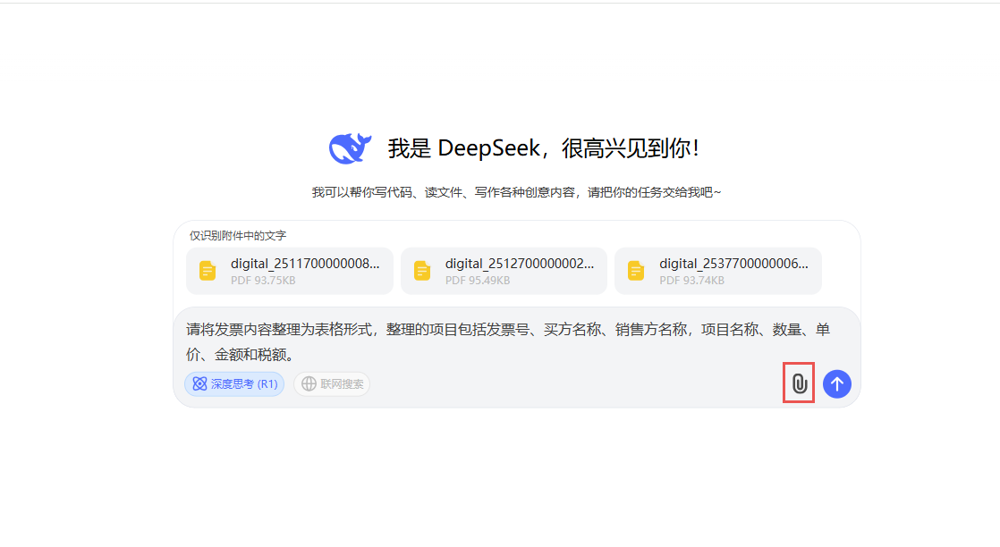 我是 DeepSeek，很高兴见到你！
我可以帮你写代码、读文件、写作各种创意内容，请把你的任务交给我吧~
仅识别附件中的文字
digital_2511700000008...
PDF 93.75KB
digital_2512700000002...
PDF 95.49KB
digital_2537700000006...
PDF 93.74KB
请将发票内容整理为表格形式，整理的项目包括发票号、买方名称、销售方名称，项目名称、数量、单
价、金额和税额。
深度思考 (R1)
联网搜索